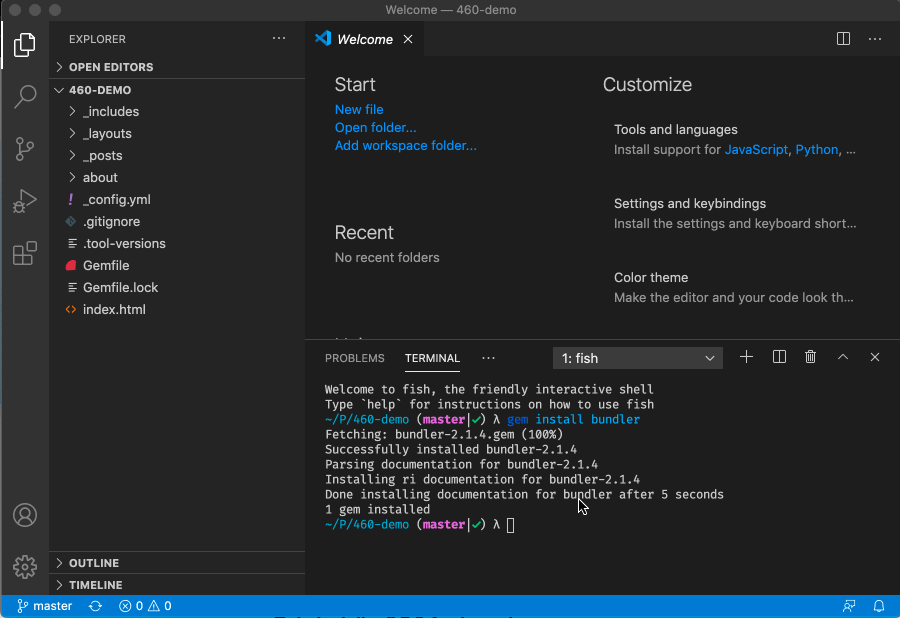 Welcome — 460-demo
EXPLORER
OPEN EDITORS
460-DEMO
_includes
_layouts
_posts
about
! _config.yml
.gitignore
.tool-versions
Gemfile
Gemfile.lock
<> index.html
OUTLINE
TIMELINE
Welcome
Start
New file
Open folder...
Add workspace folder...
Recent
No recent folders
Customize
Tools and languages
Install support for JavaScript, Python, ...
Settings and keybindings
Install the settings and keyboard short...
Color theme
Make the editor and your code look th...
PROBLEMS TERMINAL ... 1: fish
Welcome to fish, the friendly interactive shell
Type `help` for instructions on how to use fish
~/P/460-demo (master|✓) λ gem install bundler
Fetching: bundler-2.1.4.gem (100%)
Successfully installed bundler-2.1.4
Parsing documentation for bundler-2.1.4
Installing ri documentation for bundler-2.1.4
Done installing documentation for bundler after 5 seconds
1 gem installed
~/P/460-demo (master|✓) λ
master 0 0